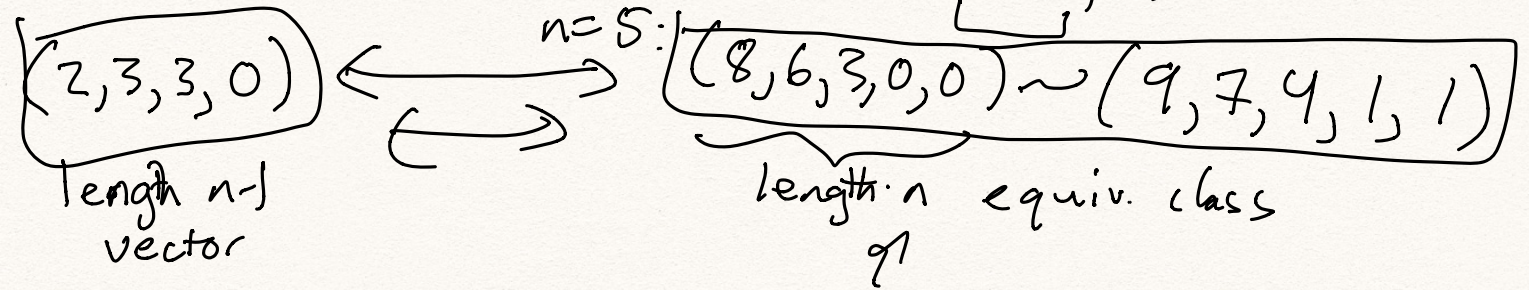 n=5:
(2,3,3,0) ⟷ (8,6,3,0,0) ~ (9,7,4,1,1)
length n-1 length n equiv. class
vector